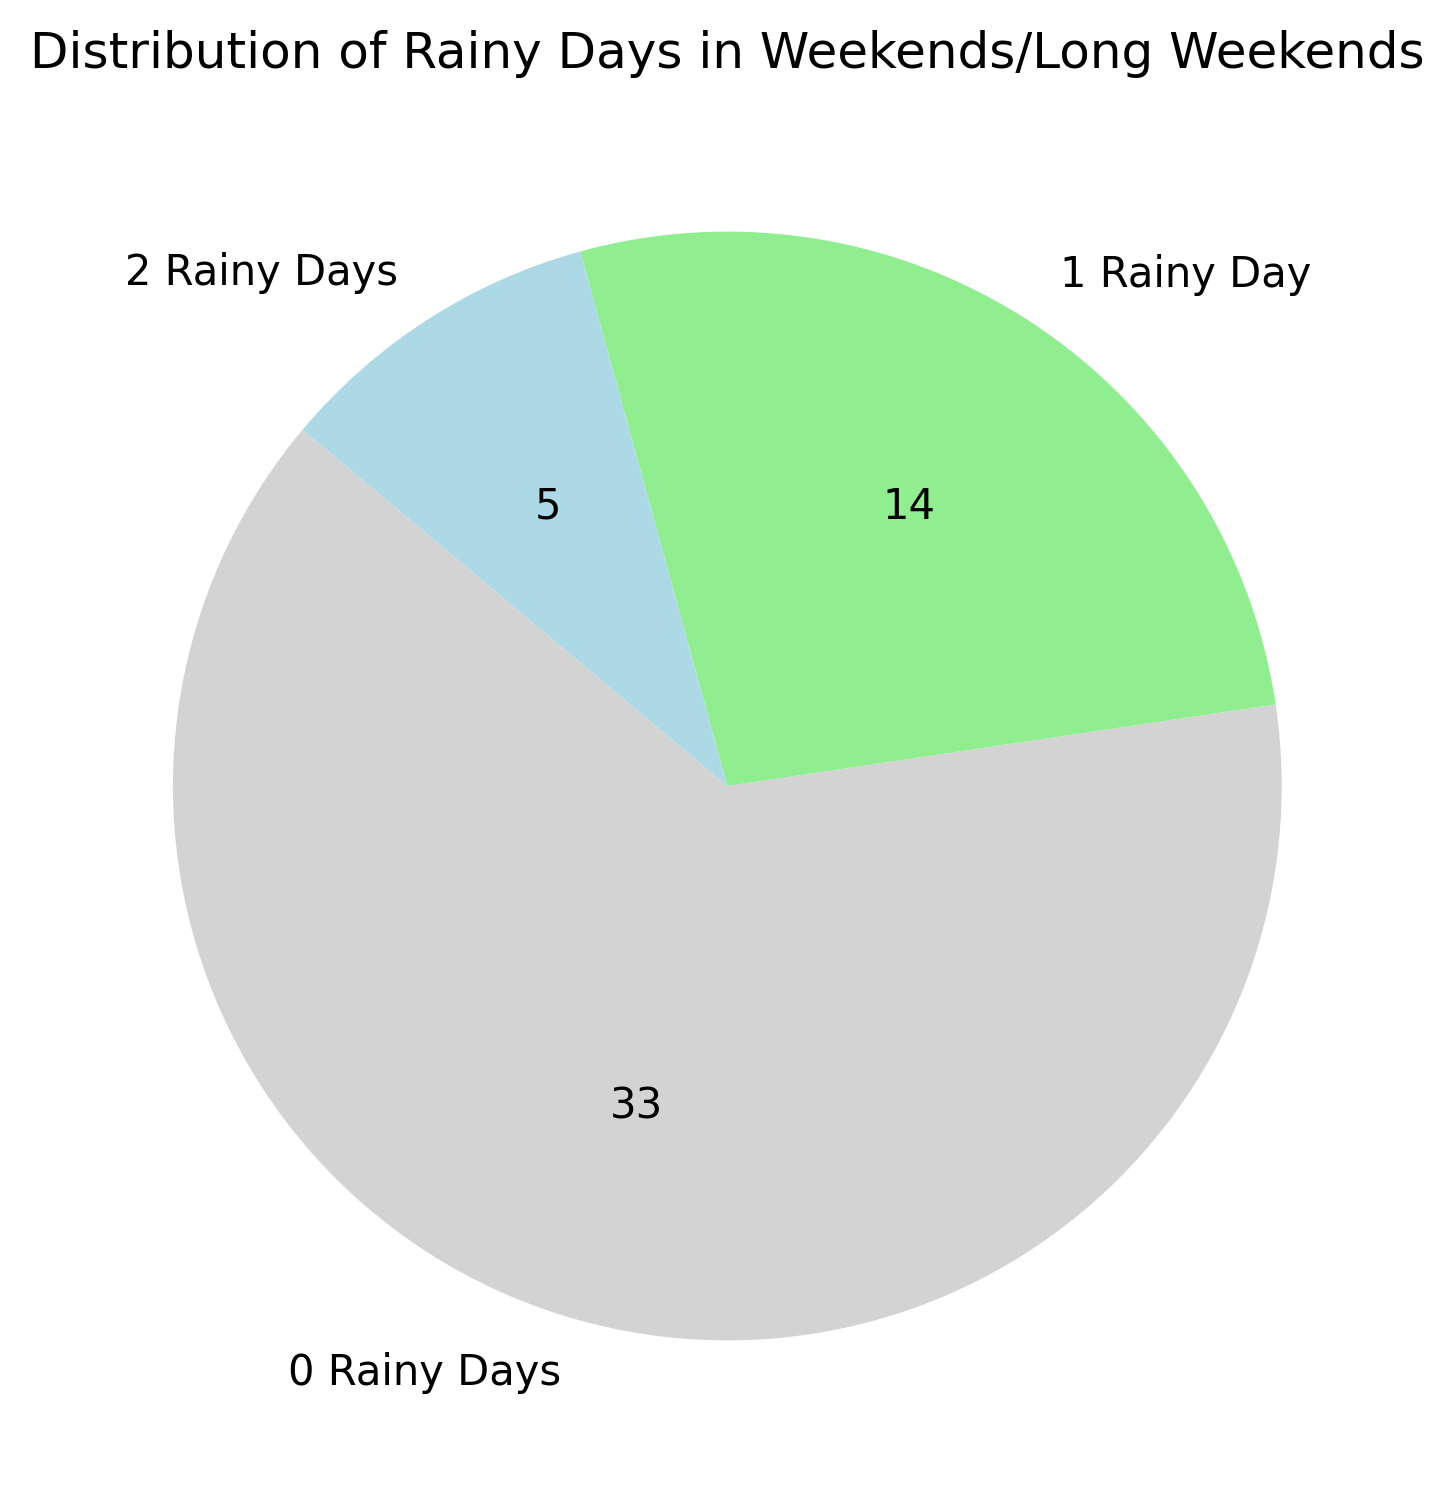 Distribution of Rainy Days in Weekends/Long Weekends
2 Rainy Days
1 Rainy Day
5
14
33
0 Rainy Days